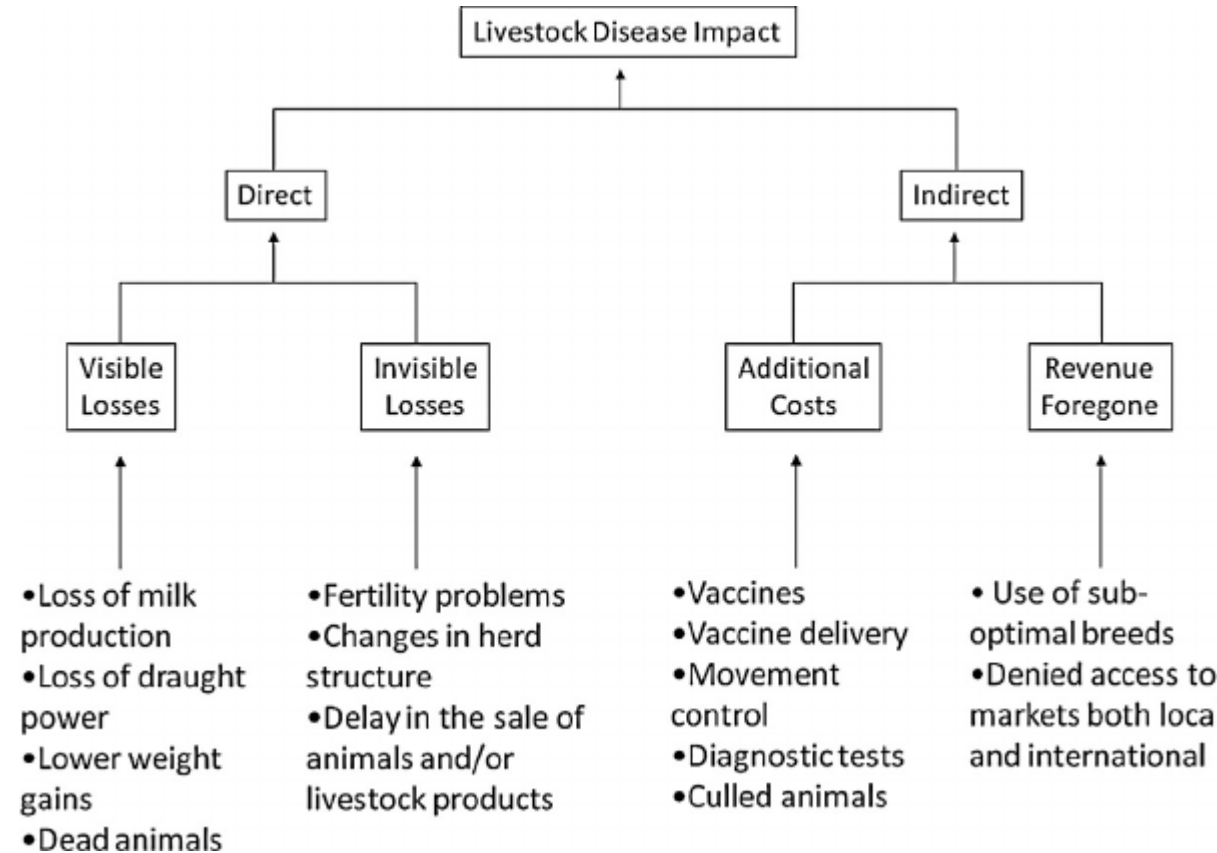 Livestock Disease Impact
Direct
Indirect
Visible
Losses
Invisible
Losses
Additional
Costs
Revenue
Foregone
•Loss of milk
production
•Loss of draught
power
•Lower weight
gains
•Dead animals
•Fertility problems
•Changes in herd
structure
•Delay in the sale of
animals and/or
livestock products
•Vaccines
•Vaccine delivery
•Movement
control
•Diagnostic tests
•Culled animals
• Use of sub-
optimal breeds
•Denied access to
markets both loca
and international